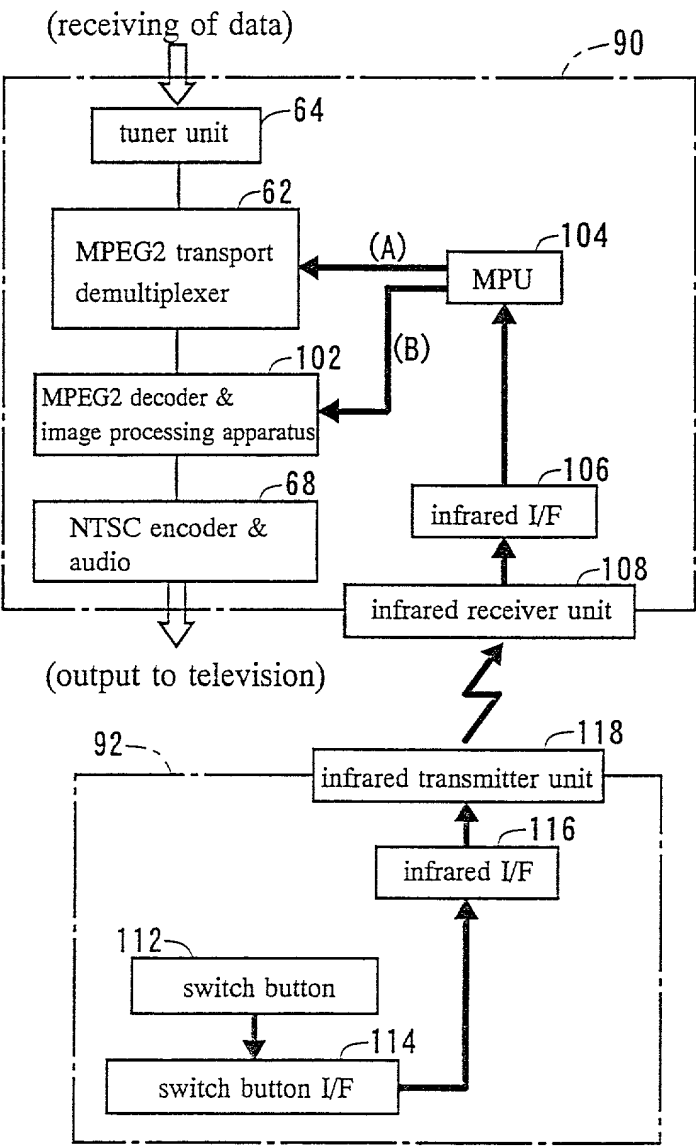 (receiving of data)
90
64
tuner unit
62
MPEG2 transport
demultiplexer
(A)
104
MPU
(B)
102
MPEG2 decoder &
image processing apparatus
106
infrared I/F
68
NTSC encoder &
audio
108
infrared receiver unit
(output to television)
92
118
infrared transmitter unit
116
infrared I/F
112
switch button
114
switch button I/F